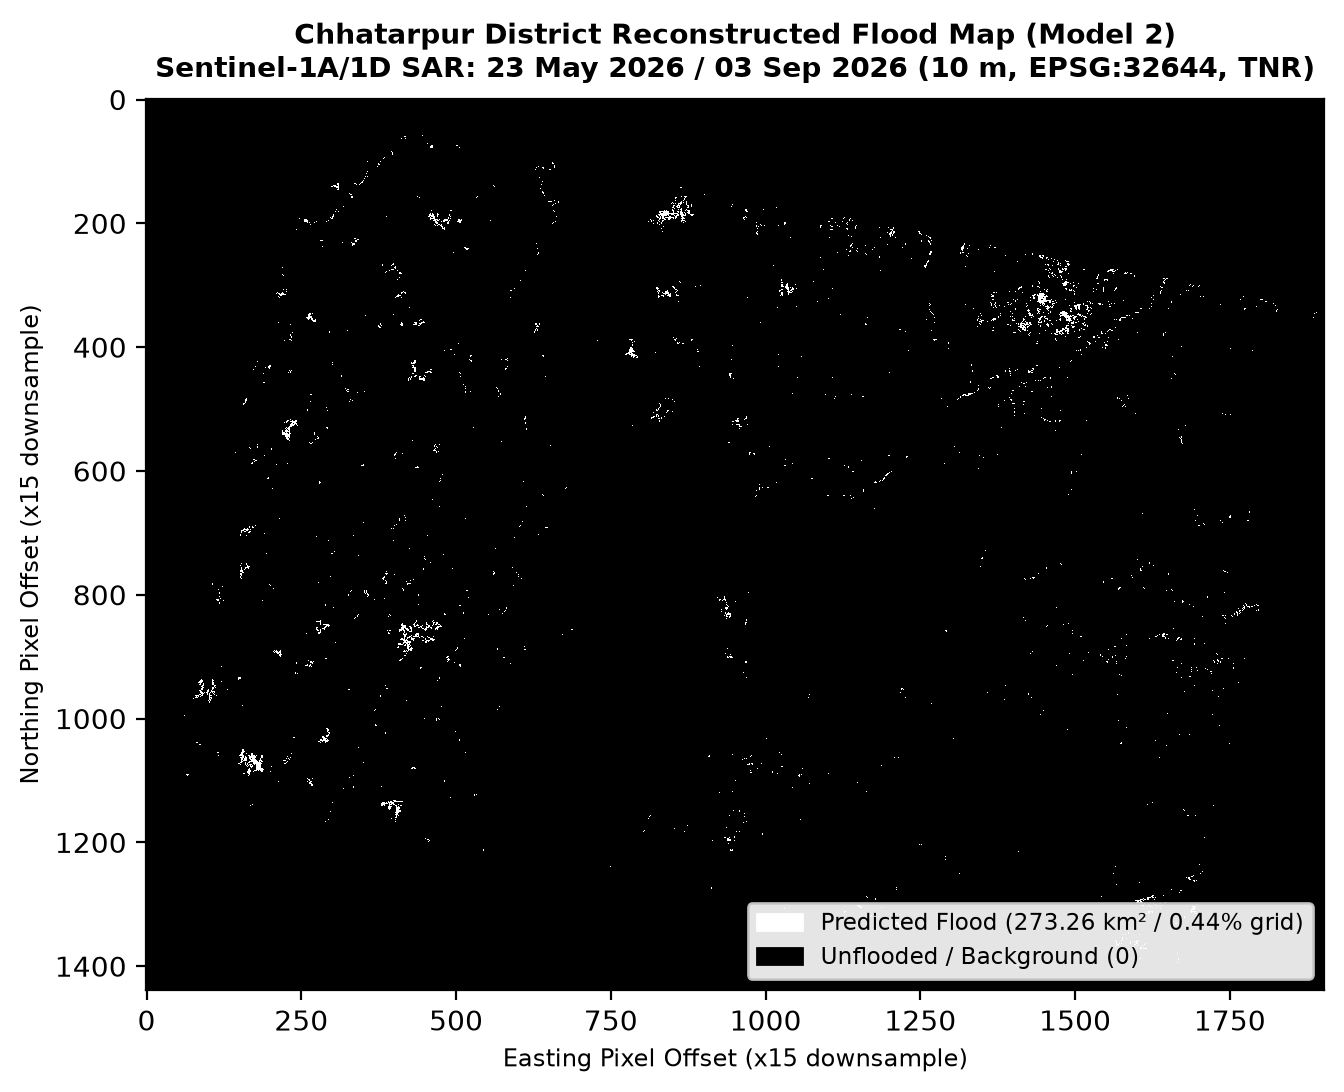 Chhatarpur District Reconstructed Flood Map (Model 2)
Sentinel-1A/1D SAR: 23 May 2026 / 03 Sep 2026 (10 m, EPSG:32644, TNR)
Northing Pixel Offset (x15 downsample)
0
200
400
600
800
1000
1200
1400
Predicted Flood (273.26 km² / 0.44% grid)
Unflooded / Background (0)
0
250
500
750
1000
1250
1500
1750
Easting Pixel Offset (x15 downsample)